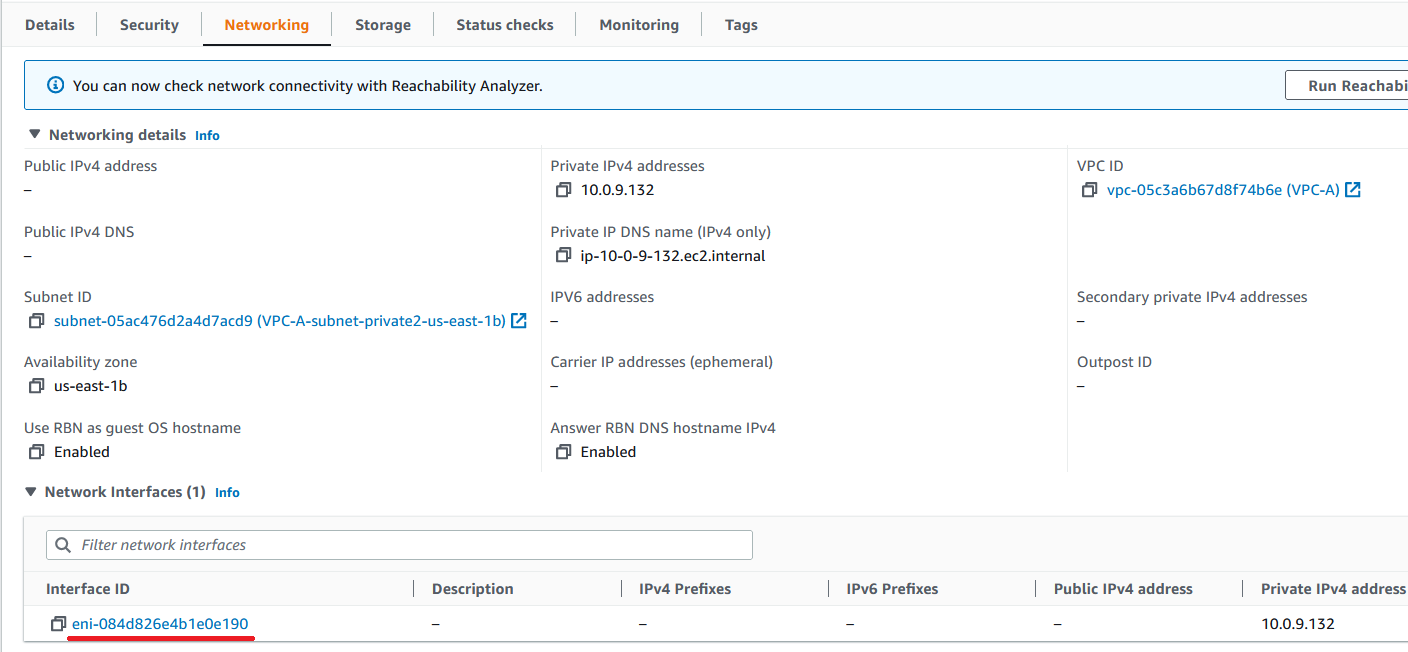 Details Security Networking Storage Status checks Monitoring Tags
You can now check network connectivity with Reachability Analyzer. Run Reachabi
Networking details Info
Public IPv4 address Private IPv4 addresses VPC ID
– 10.0.9.132 vpc-05c3a6b67d8f74b6e (VPC-A)
Public IPv4 DNS Private IP DNS name (IPv4 only)
– ip-10-0-9-132.ec2.internal
Subnet ID IPV6 addresses Secondary private IPv4 addresses
subnet-05ac476d2a4d7acd9 (VPC-A-subnet-private2-us-east-1b) – –
Availability zone Carrier IP addresses (ephemeral) Outpost ID
us-east-1b – –
Use RBN as guest OS hostname Answer RBN DNS hostname IPv4
Enabled Enabled
Network Interfaces (1) Info
Filter network interfaces
Interface ID Description IPv4 Prefixes IPv6 Prefixes Public IPv4 address Private IPv4 address
eni-084d826e4b1e0e190 – – – – 10.0.9.132